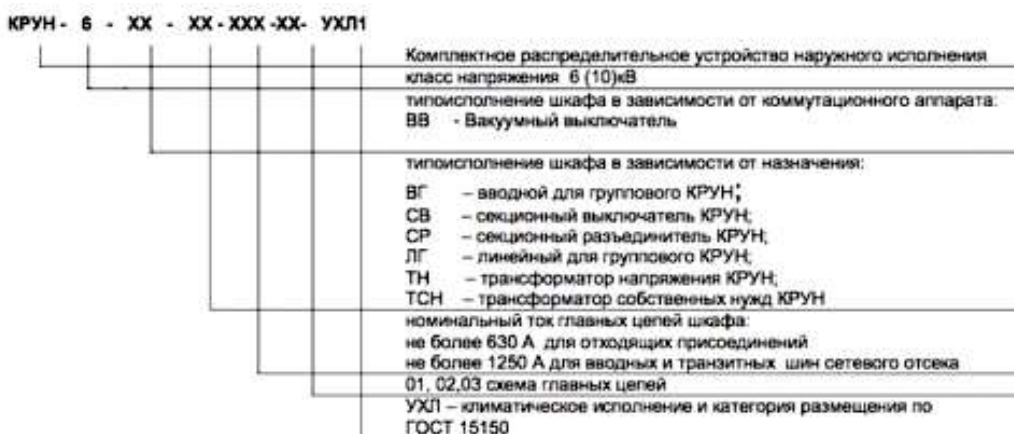 КРУН - 6 - ХХ - ХХ - ХХХ -ХХ- УХЛ1
Комплектное распределительное устройство наружного исполнения
класс напряжения 6 (10)кВ
типоисполнение шкафа в зависимости от коммутационного аппарата:
ВВ - Вакуумный выключатель
типоисполнение шкафа в зависимости от назначения:
ВГ – вводной для группового КРУН;
СВ – секционный выключатель КРУН;
СР – секционный разъединитель КРУН;
ЛГ – линейный для группового КРУН;
ТН – трансформатор напряжения КРУН;
ТСН – трансформатор собственных нужд КРУН
номинальный ток главных цепей шкафа:
не более 630 А для отходящих присоединений
не более 1250 А для вводных и транзитных шин сетевого отсека
01, 02,03 схема главных цепей
УХЛ – климатическое исполнение и категория размещения по
ГОСТ 15150